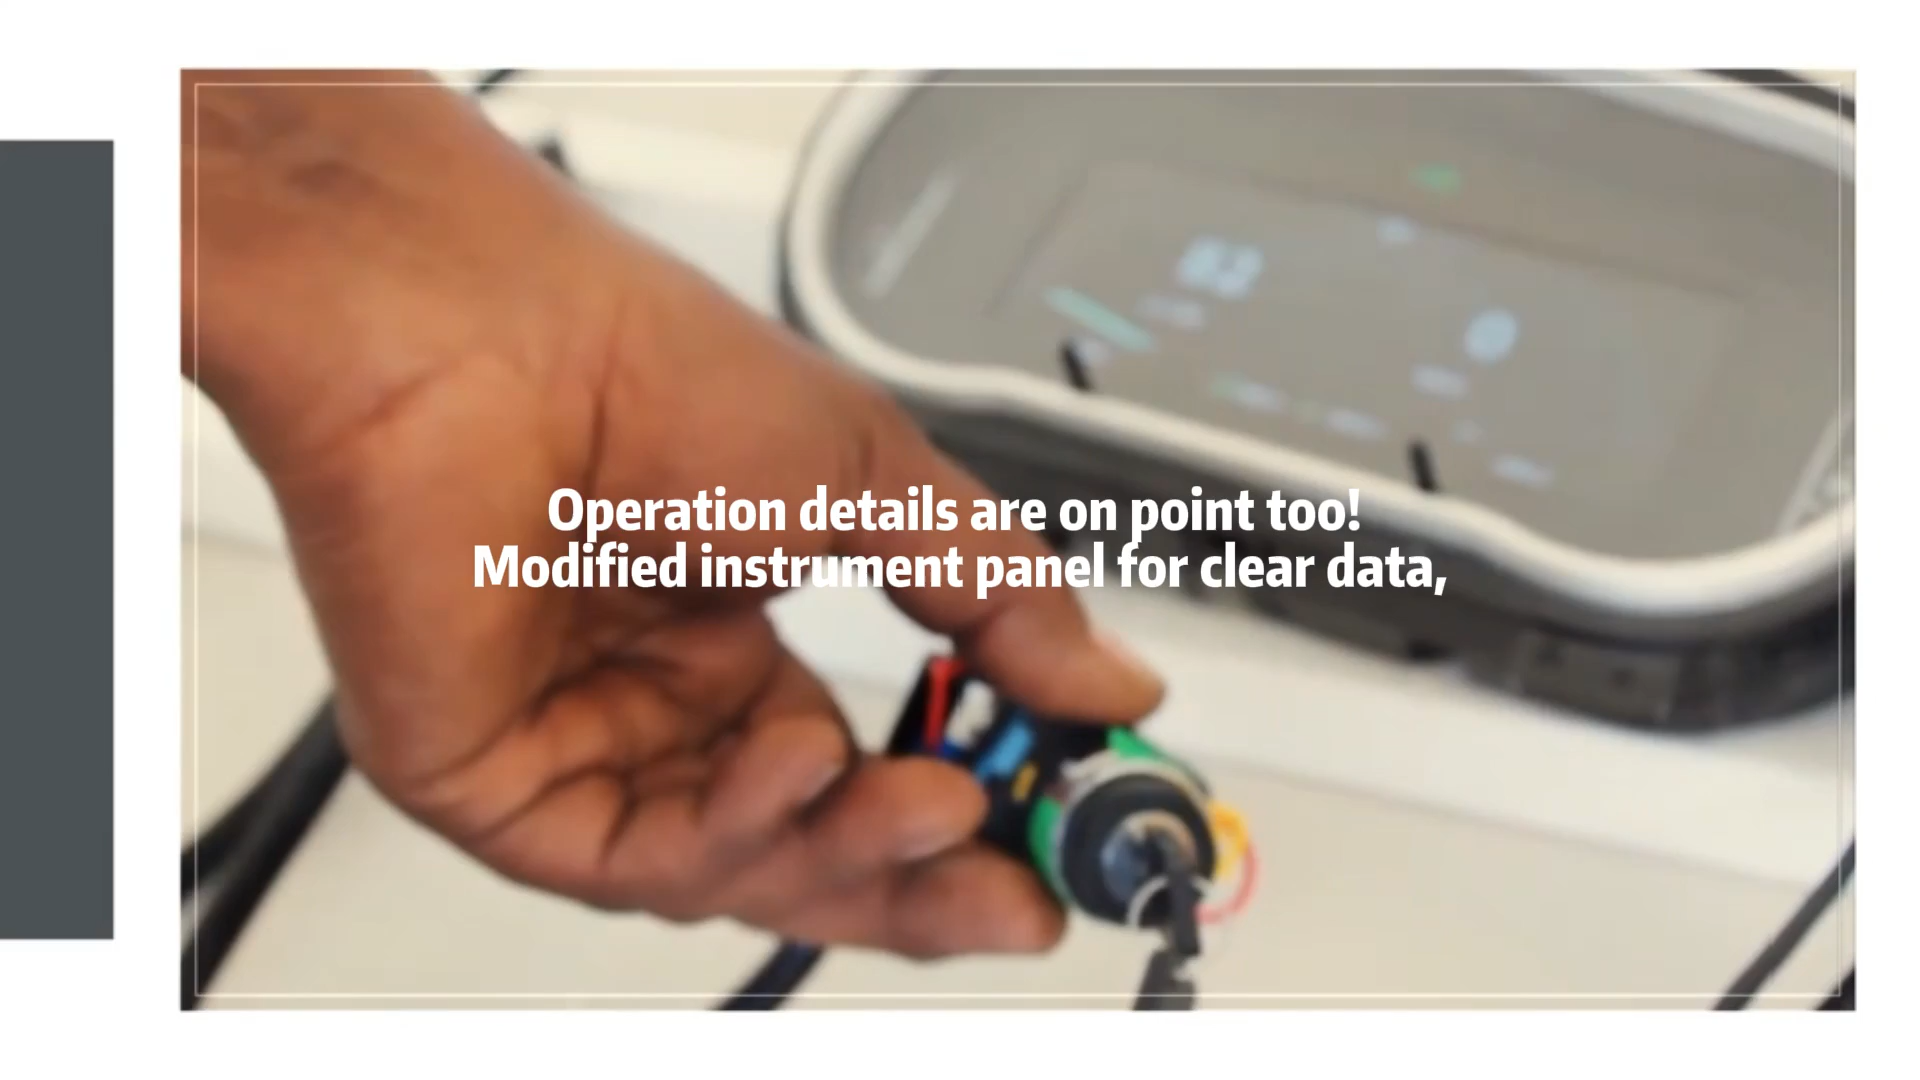 Operation details are on point too!
Modified instrument panel for clear data,